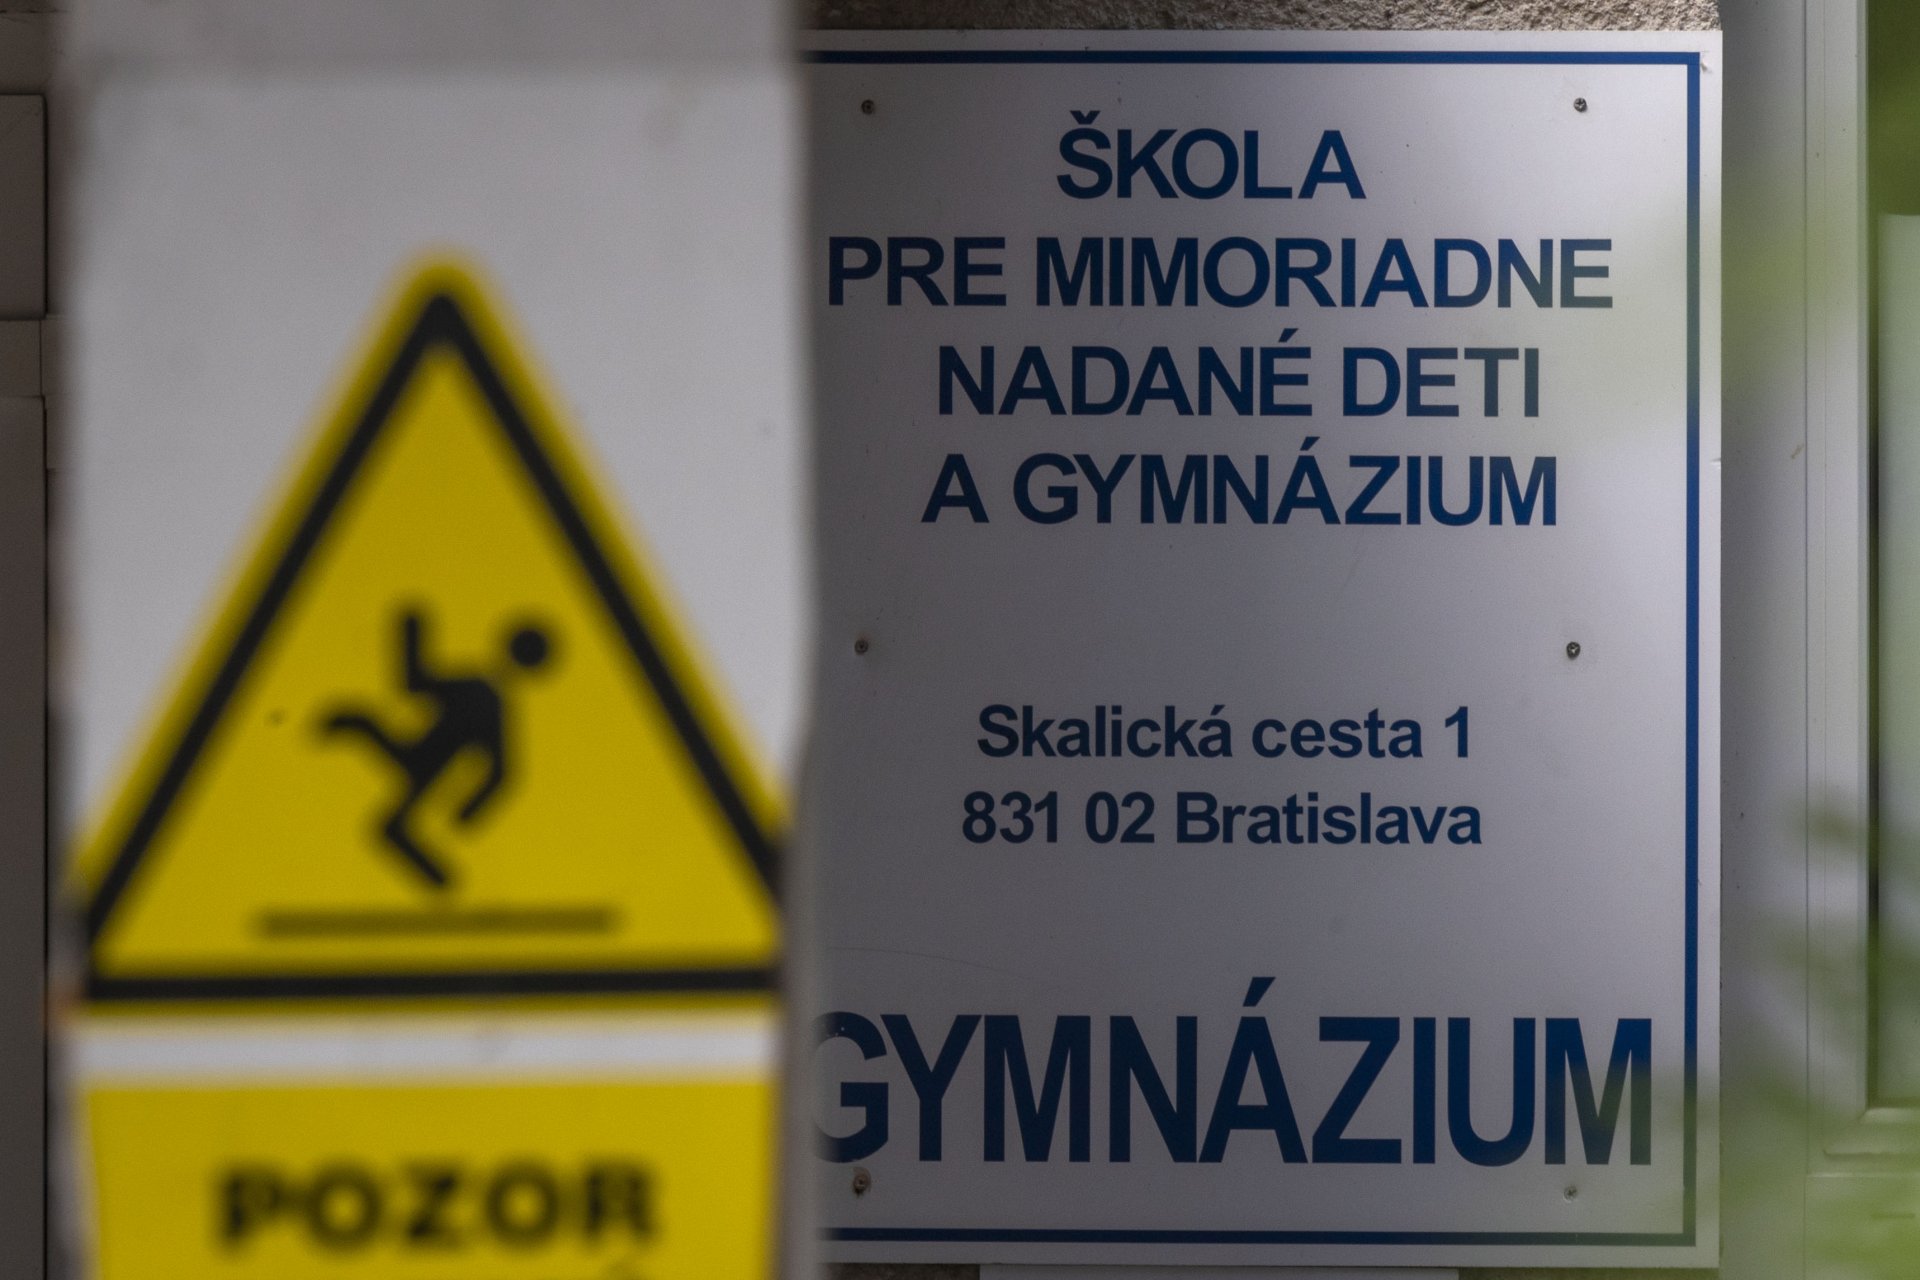 POZOR
ŠKOLA
PRE MIMORIADNE
NADANÉ DETI
A GYMNÁZIUM
Skalická cesta 1
831 02 Bratislava
GYMNÁZIUM